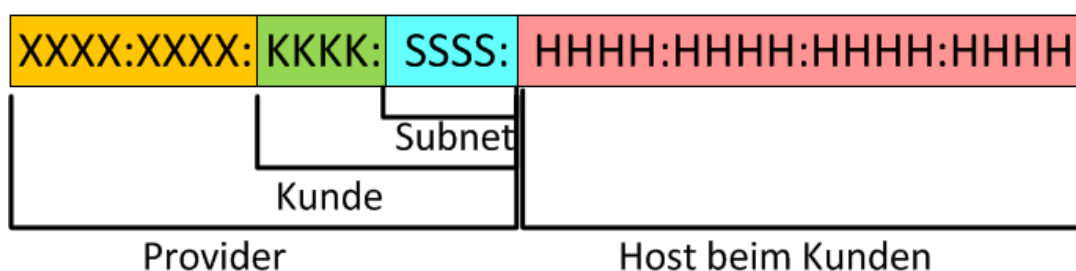 XXXX:XXXX: KKKK: SSSS: HHHH:HHHH:HHHH:HHHH
Subnet
Kunde
Provider Host beim Kunden